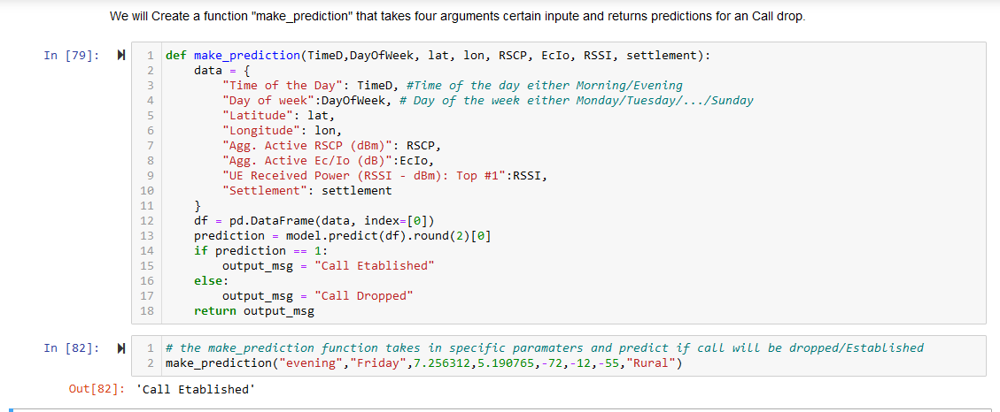 We will Create a function "make_prediction" that takes four arguments certain inpute and returns predictions for an Call drop.
In [79]:
1 def make_prediction(TimeD,DayOfWeek, lat, lon, RSCP, EcIo, RSSI, settlement):
2 data = {
3 "Time of the Day": TimeD, #Time of the day either Morning/Evening
4 "Day of week":DayOfWeek, # Day of the week either Monday/Tuesday/.../Sunday
5 "Latitude": lat,
6 "Longitude": lon,
7 "Agg. Active RSCP (dBm)": RSCP,
8 "Agg. Active Ec/Io (dB)":EcIo,
9 "UE Received Power (RSSI - dBm): Top #1":RSSI,
10 "Settlement": settlement
11 }
12 df = pd.DataFrame(data, index=[0])
13 prediction = model.predict(df).round(2)[0]
14 if prediction == 1:
15 output_msg = "Call Etablished"
16 else:
17 output_msg = "Call Dropped"
18 return output_msg
In [82]:
1 # the make_prediction function takes in specific paramaters and predict if call will be dropped/Established
2 make_prediction("evening","Friday",7.256312,5.190765,-72,-12,-55,"Rural")
Out[82]: 'Call Etablished'